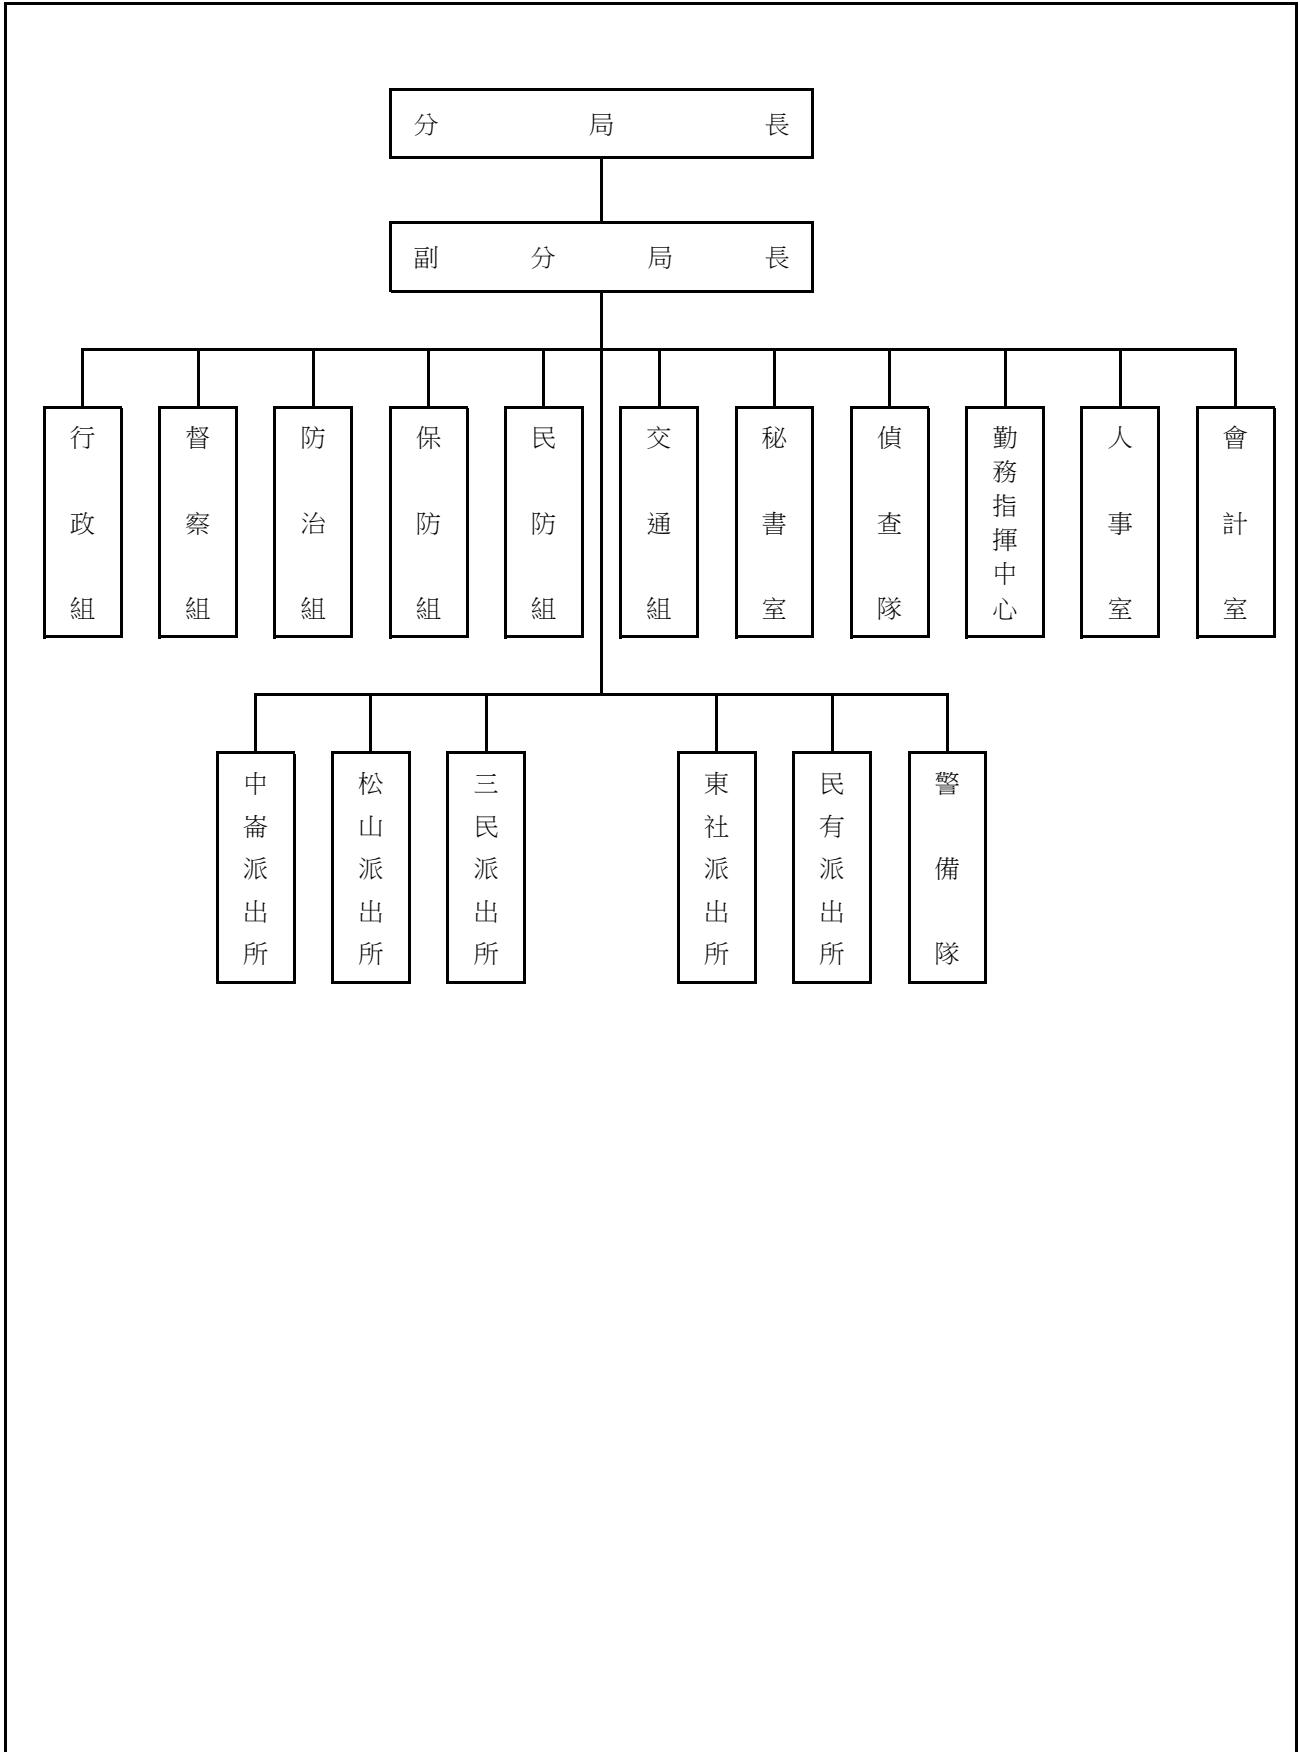 分局長
副分局長
行政組
督察組
防治組
保防組
民防組
交通組
秘書室
偵查隊
勤務指揮中心
人事室
會計室
中崙派出所
松山派出所
三民派出所
東社派出所
民有派出所
警備隊